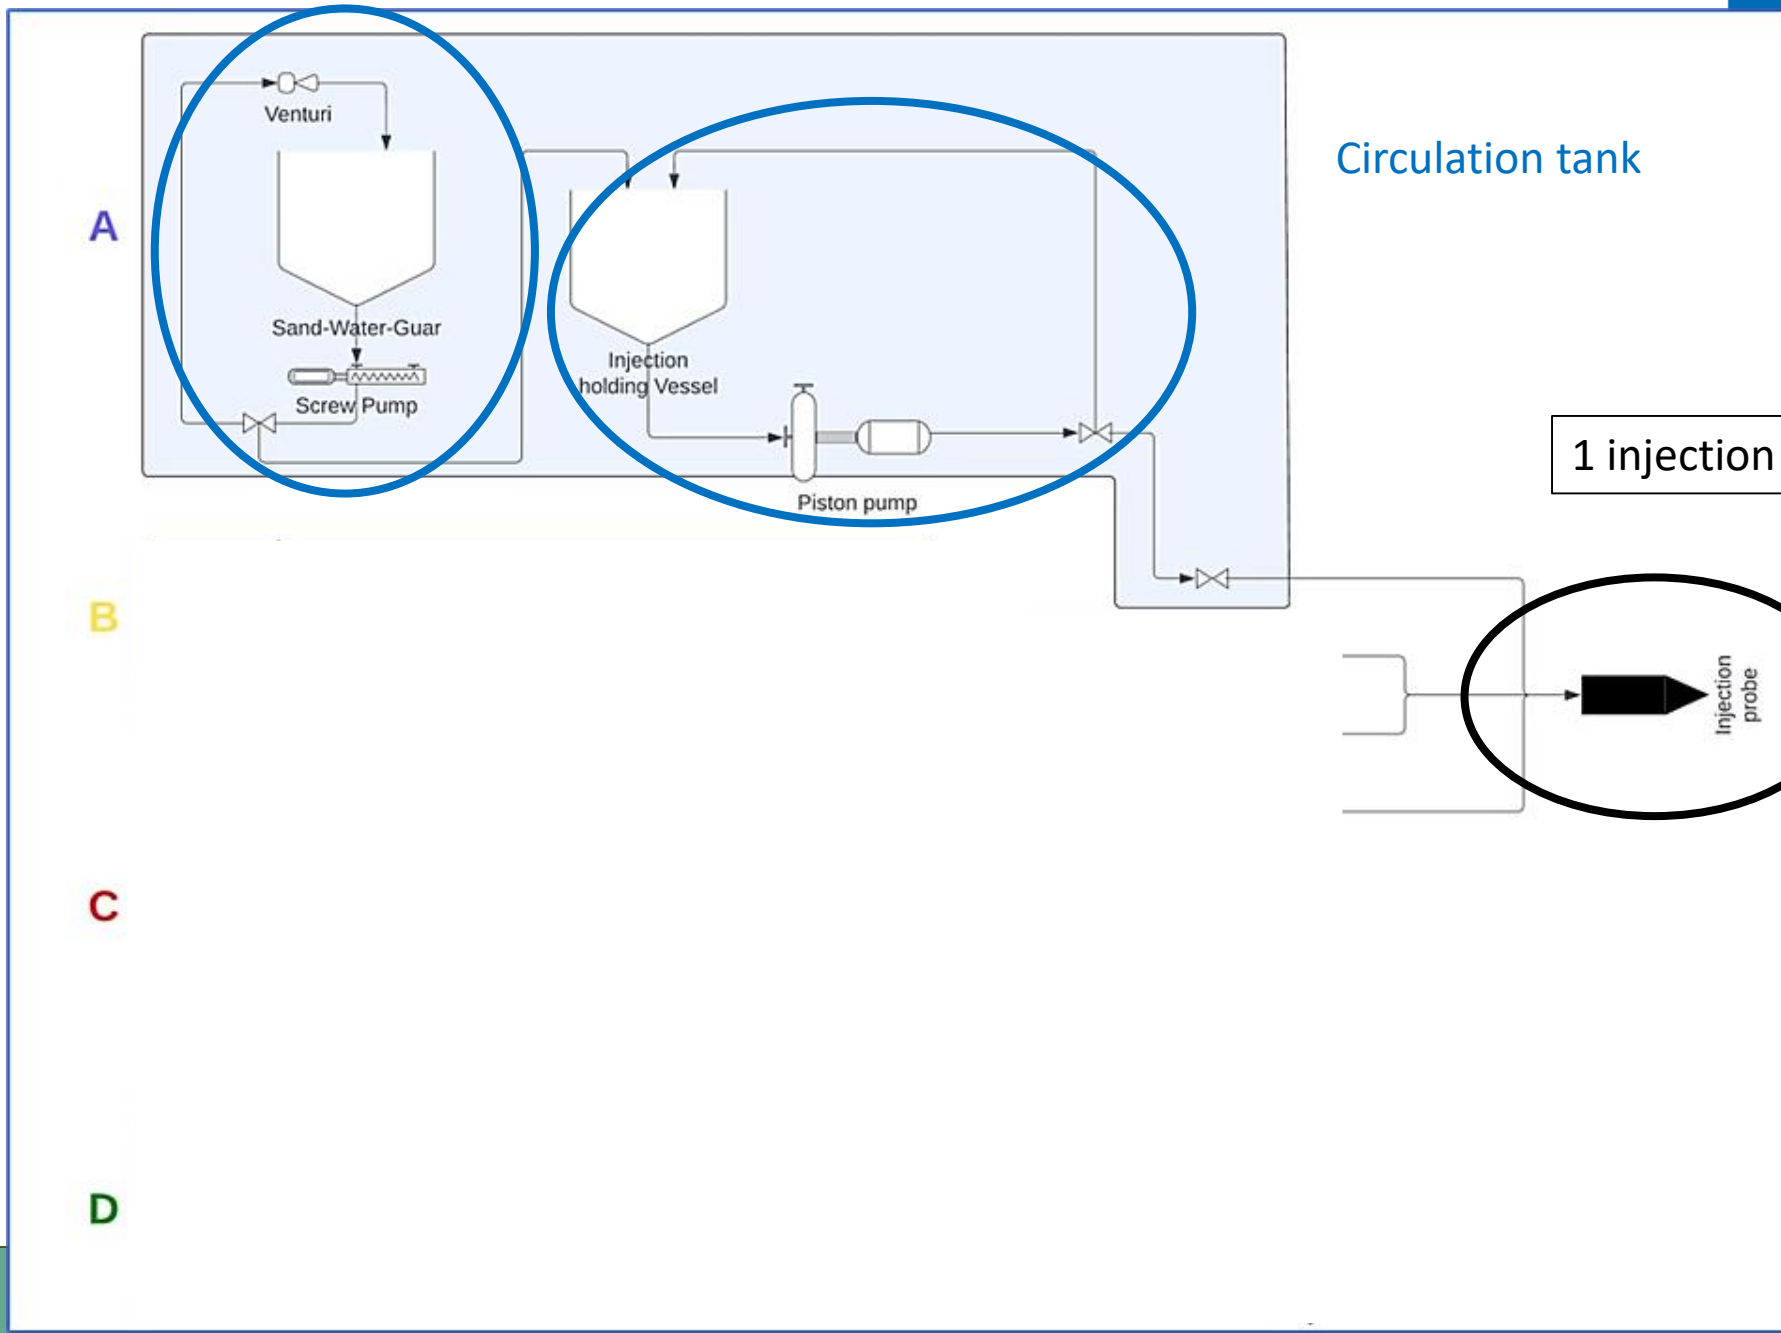 Venturi
Circulation tank
A
Sand-Water-Guar
Injection
holding Vessel
Screw Pump
1 injection
Piston pump
B
Injection
probe
C
D